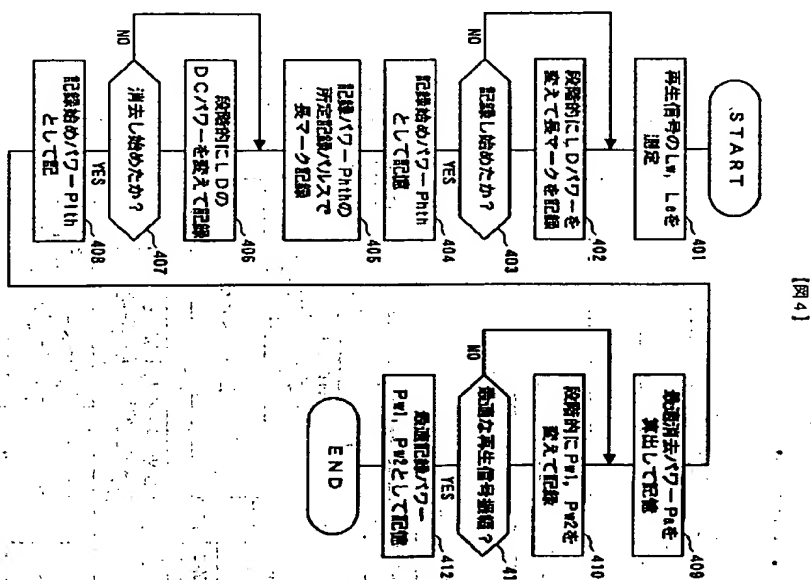 【図4】
START
再生信号のLw, Leを
測定
401
段階的にLDパワーを
変えて長マークを記録
402
記録し始めたか?
403
NO
YES
記録始めパワーPhth
として記憶
404
記録パワーPhthの
所定記録パルスで
長マーク記録
405
段階的にLDの
DCパワーを変えて記録
406
消去し始めたか?
407
NO
YES
記録始めパワーPlth
として記
408
最適消去パワーPaを
算出して記憶
409
段階的にPw1, Pw2を
変えて記録
410
最適な再生信号振幅?
41
NO
YES
最適記録パワー
Pw1, Pw2として記憶
412
END